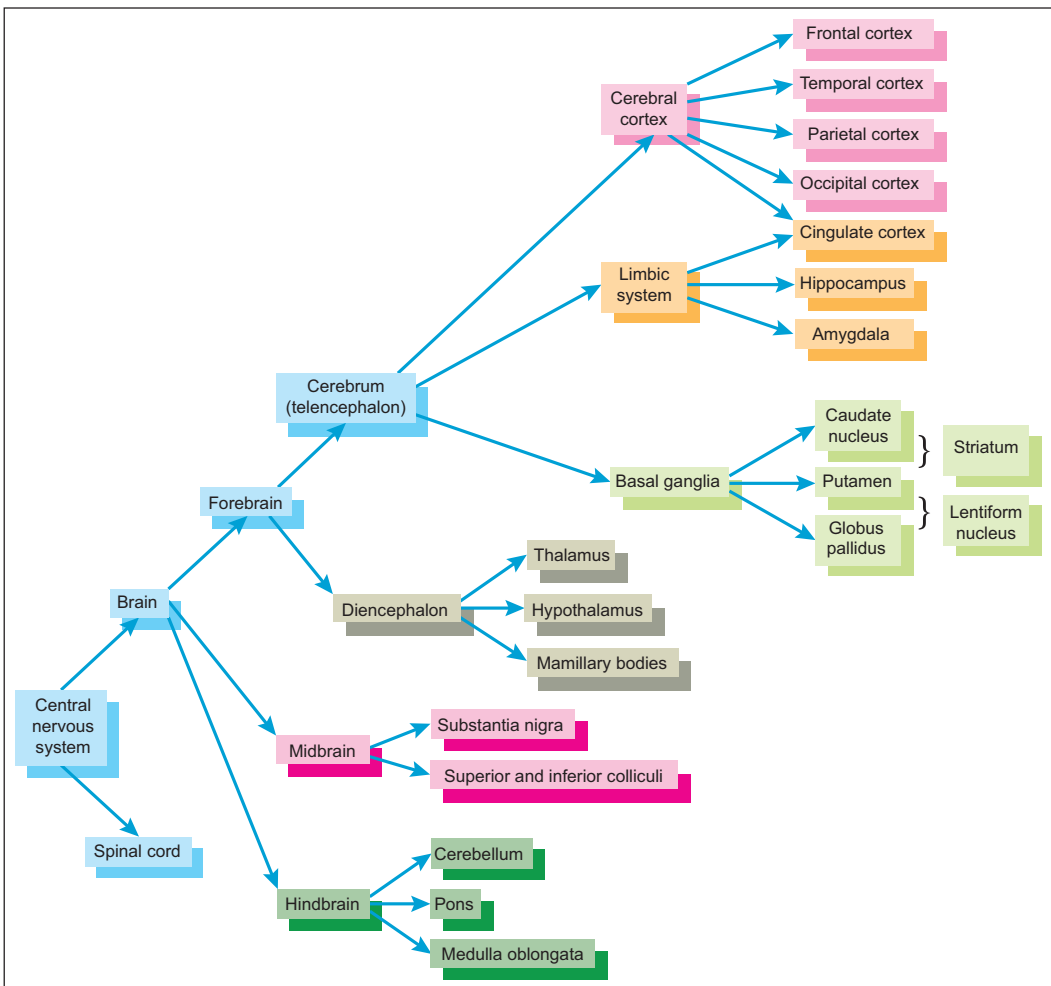 Frontal cortex
Temporal cortex
Cerebral
cortex
Parietal cortex
Occipital cortex
Cingulate cortex
Limbic
system
Hippocampus
Amygdala
Cerebrum
(telencephalon)
Caudate
nucleus
}
Striatum
Basal ganglia
Putamen
Forebrain
}
Lentiform
nucleus
Globus
pallidus
Thalamus
Brain
Diencephalon
Hypothalamus
Mamillary bodies
Central
nervous
system
Substantia nigra
Midbrain
Superior and inferior colliculi
Spinal cord
Cerebellum
Hindbrain
Pons
Medulla oblongata